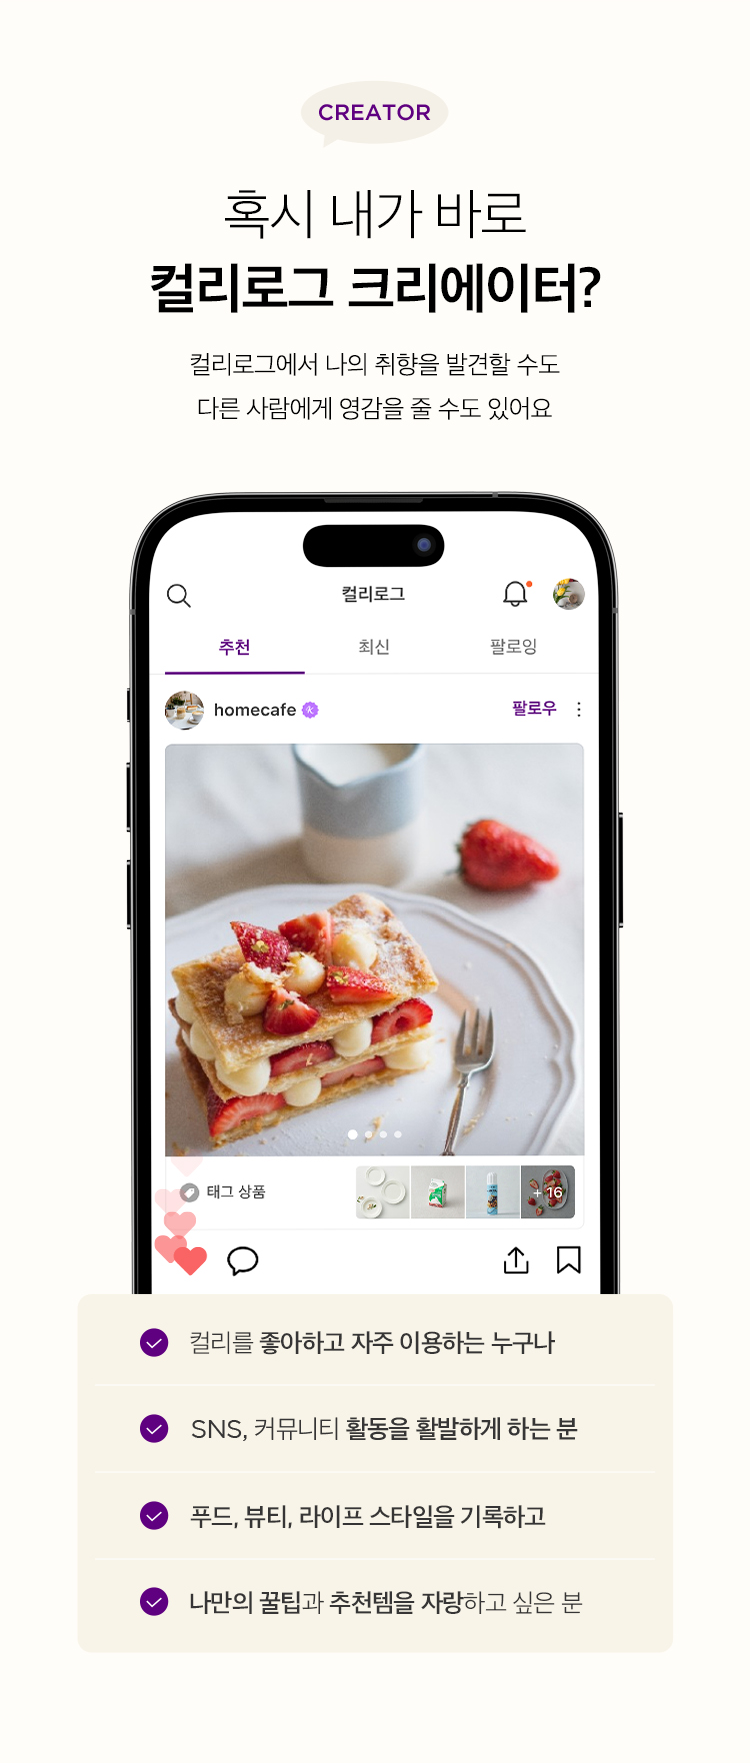 CREATOR
혹시 내가 바로
컬리로그 크리에이터?
컬리로그에서 나의 취향을 발견할 수도
다른 사람에게 영감을 줄 수도 있어요
컬리로그
추천 최신 팔로잉
homecafe 팔로우
태그 상품 + 16
컬리를 좋아하고 자주 이용하는 누구나
SNS, 커뮤니티 활동을 활발하게 하는 분
푸드, 뷰티, 라이프 스타일을 기록하고
나만의 꿀팁과 추천템을 자랑하고 싶은 분